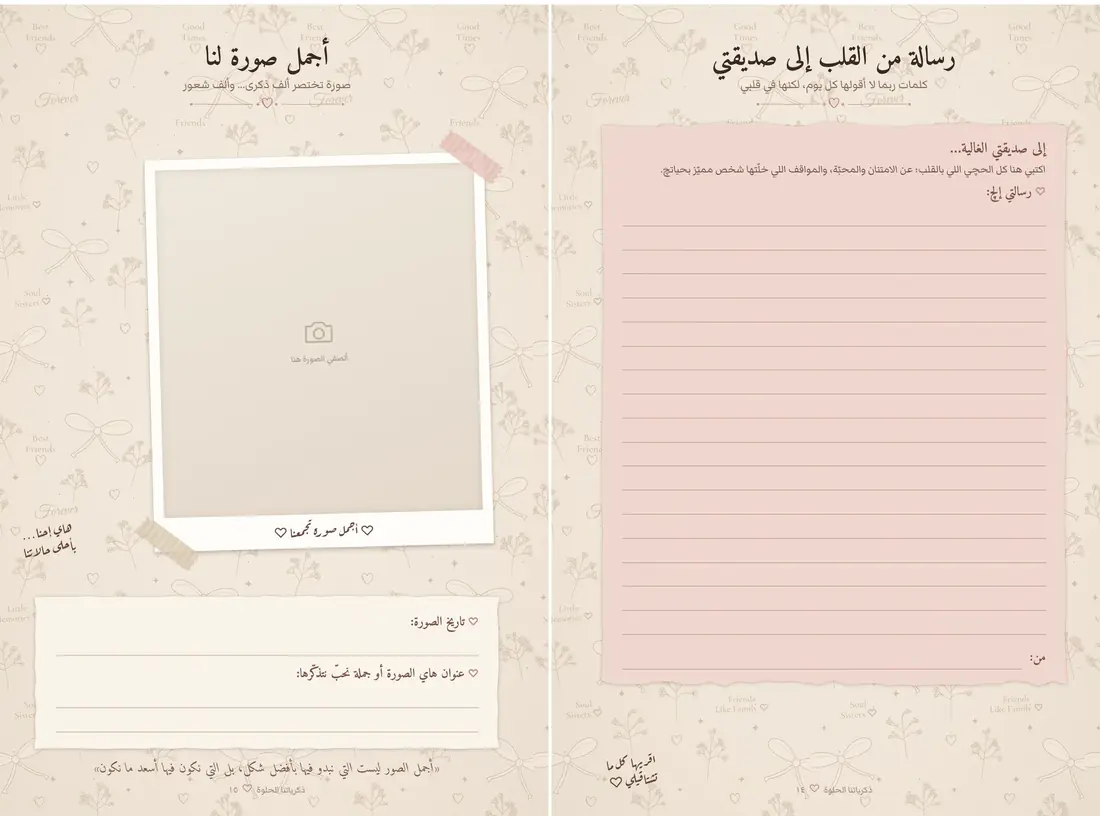 رسالة من القلب إلى صديقتي
كلمات ربما لا أقولها كل يوم، لكنها في قلبي
إلى صديقتي الغالية...
اكتبي هنا كل الحچي اللي بالقلب؛ عن الامتنان والمحبّة، والمواقف اللي خلّتها شخص مميّز بحياتچ.
♡ رسالتي إلچ:
من:
اقريها كل ما
تشتاقيلي ♡
ذكرياتنا الحلوة ♡ ١٤
أجمل صورة لنا
صورة تختصر ألف ذكرى... وألف شعور
ألصقي الصورة هنا
♡ أجمل صورة تجمعنا ♡
هاي إحنا...
بأحلى حالاتنا
♡ تاريخ الصورة:
♡ عنوان هاي الصورة أو جملة نحبّ نتذكّرها:
«أجمل الصور ليست التي نبدو فيها بأفضل شكل، بل التي نكون فيها أسعد ما نكون»
ذكرياتنا الحلوة ♡ ١٥
Best Friends
Good Times
Forever
Friends
Little Memories
Soul Sisters
Friends Like Family